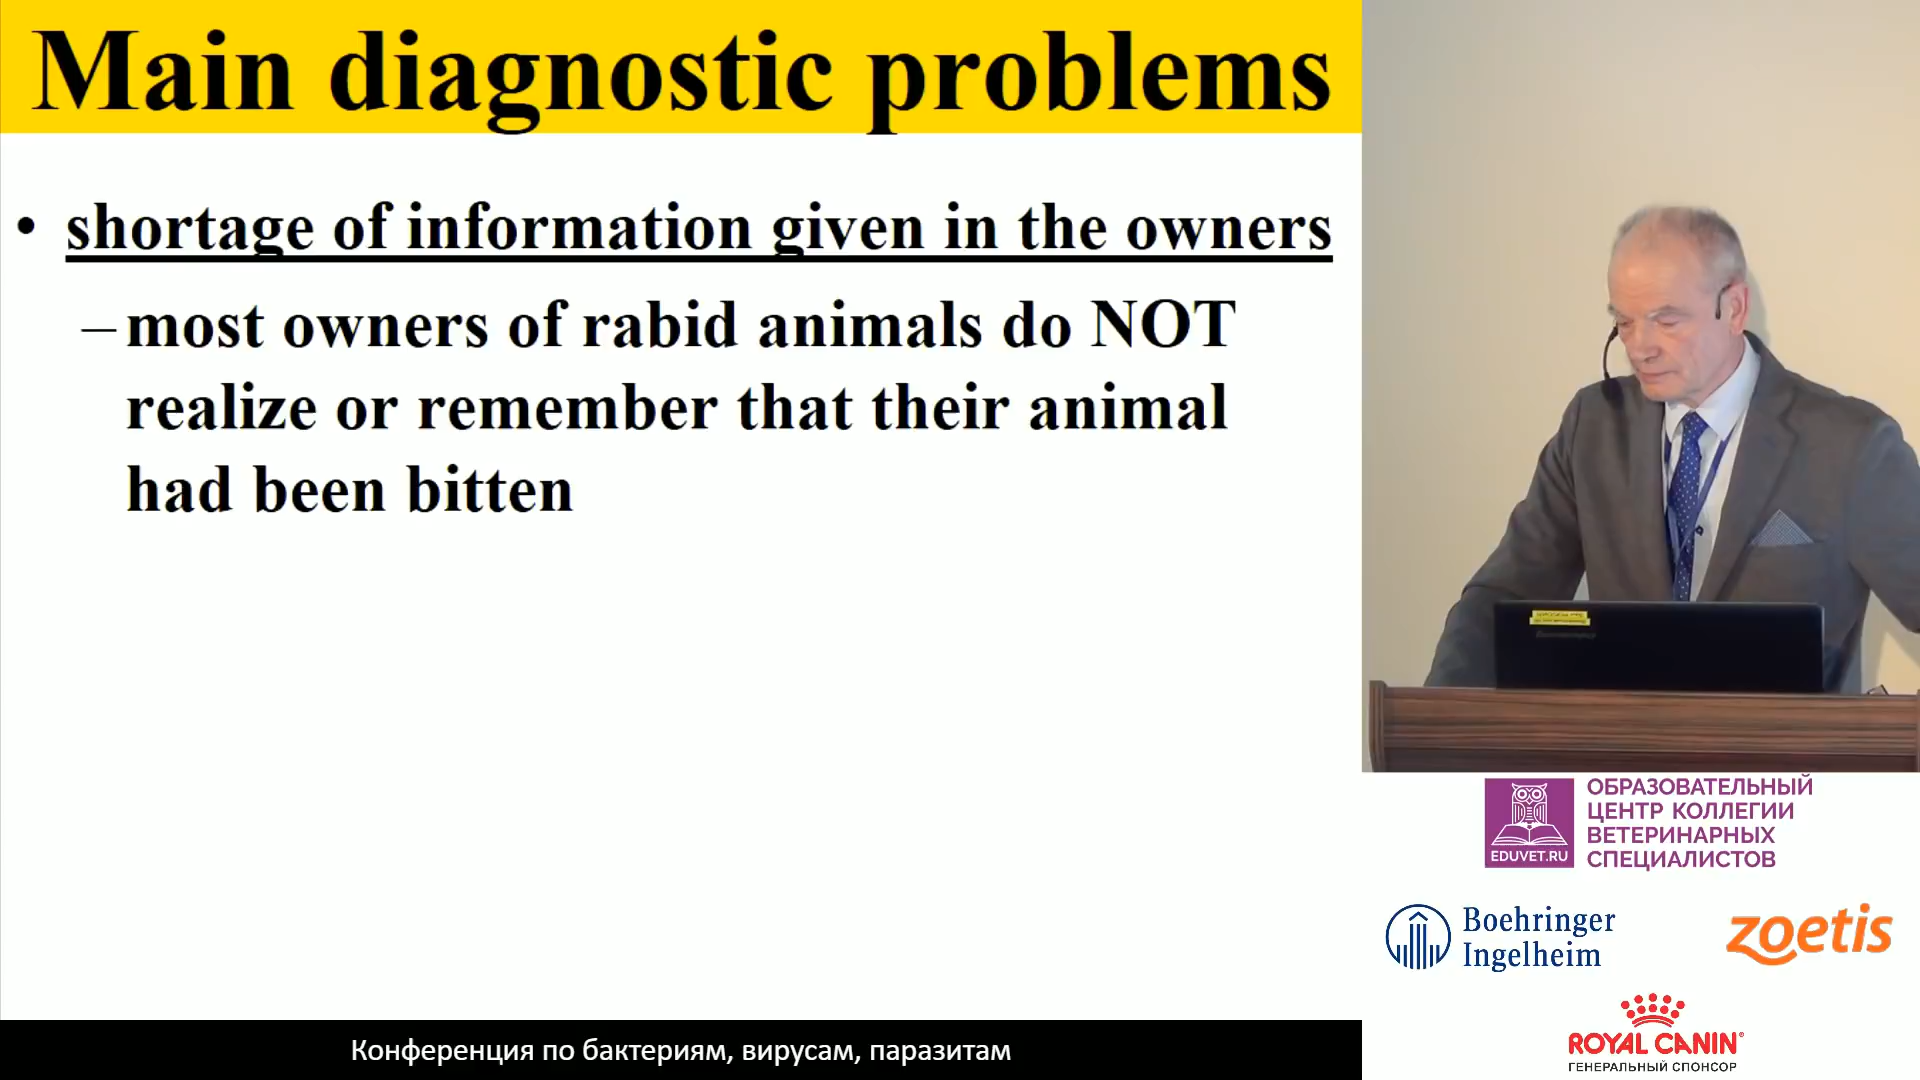 Main diagnostic problems
• shortage of information given in the owners
– most owners of rabid animals do NOT
realize or remember that their animal
had been bitten
EDUVET.RU
ОБРАЗОВАТЕЛЬНЫЙ
ЦЕНТР КОЛЛЕГИИ
ВЕТЕРИНАРНЫХ
СПЕЦИАЛИСТОВ
Boehringer
Ingelheim
zoetis
ROYAL CANIN
ГЕНЕРАЛЬНЫЙ СПОНСОР
Конференция по бактериям, вирусам, паразитам